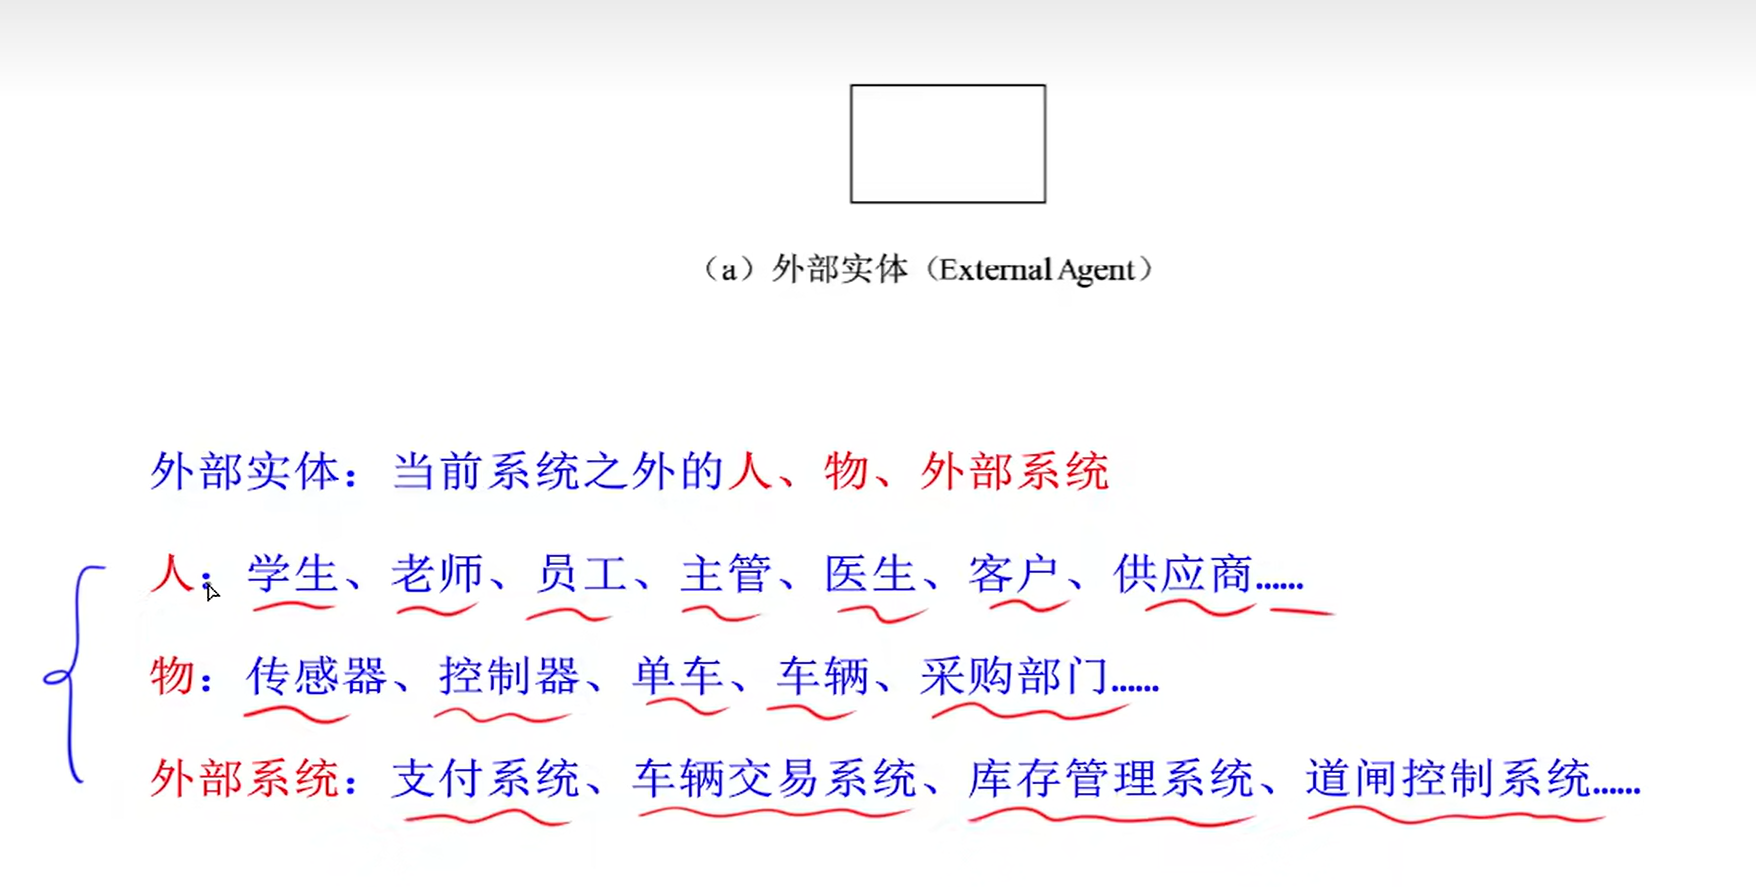 （a）外部实体（External Agent）
外部实体：当前系统之外的人、物、外部系统
人：学生、老师、员工、主管、医生、客户、供应商......
物：传感器、控制器、单车、车辆、采购部门......
外部系统：支付系统、车辆交易系统、库存管理系统、道闸控制系统......